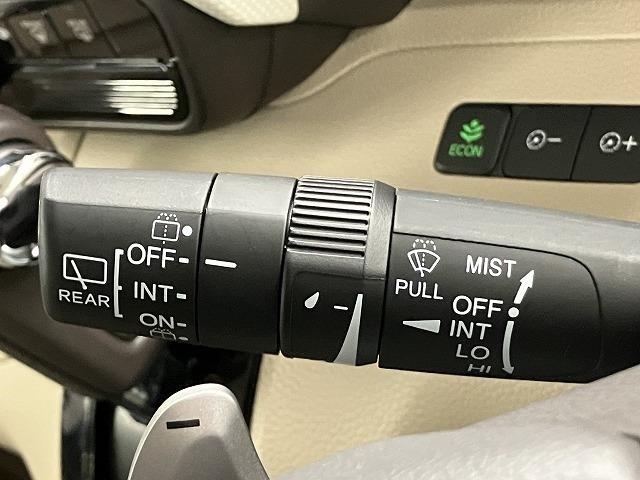 ECON
REAR
OFF
INT
ON
PULL
MIST
OFF
INT
LO
HI